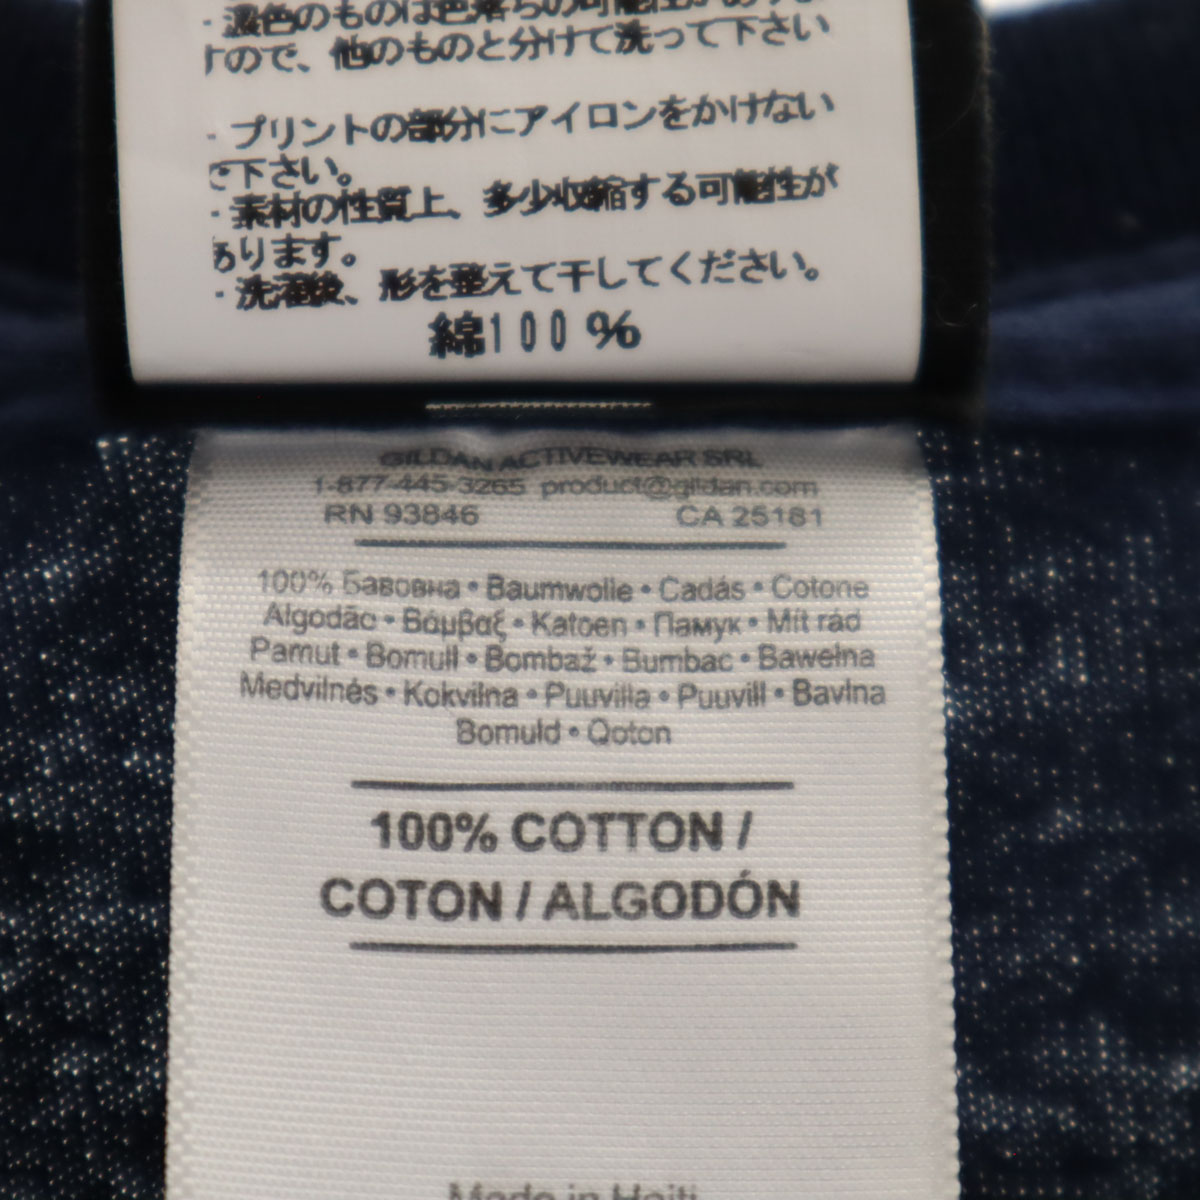 ・濃色のものは色落ちの可能性がありま
すので、他のものと分けて洗って下さい
・プリントの部分にアイロンをかけない
で下さい。
・素材の性質上、多少収縮する可能性が
あります。
・洗濯後、形を整えて干してください。
綿100%
GILDAN ACTIVEWEAR SRL
1-877-445-3265 product@gildan.com
RN 93846 CA 25181
100% Бавовна • Baumwolle • Cadás • Cotone
Algodão • Βάμβαξ • Katoen • Памук • Mít rád
Pamut • Bomull • Bombaž • Bumbac • Bawełna
Medvilnés • Kokvilna • Puuvilla • Puuvill • Bavlna
Bomuld • Qoton
100% COTTON /
COTON / ALGODÓN
Made in Haiti